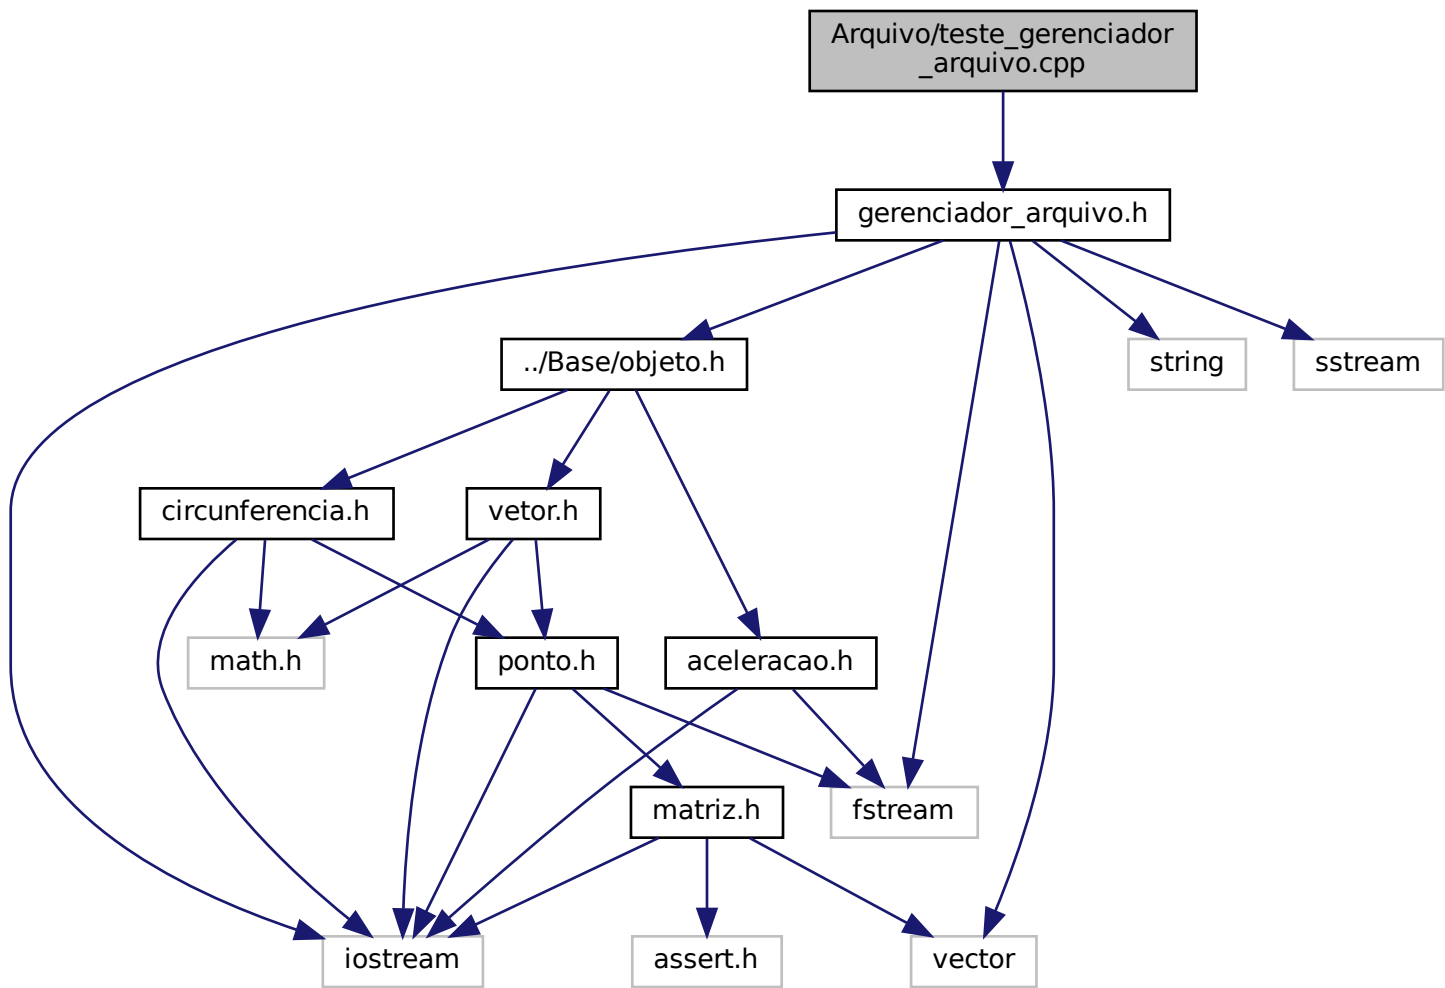 Arquivo/teste_gerenciador
_arquivo.cpp
gerenciador_arquivo.h
../Base/objeto.h
string
sstream
circunferencia.h
vetor.h
math.h
ponto.h
aceleracao.h
matriz.h
fstream
iostream
assert.h
vector